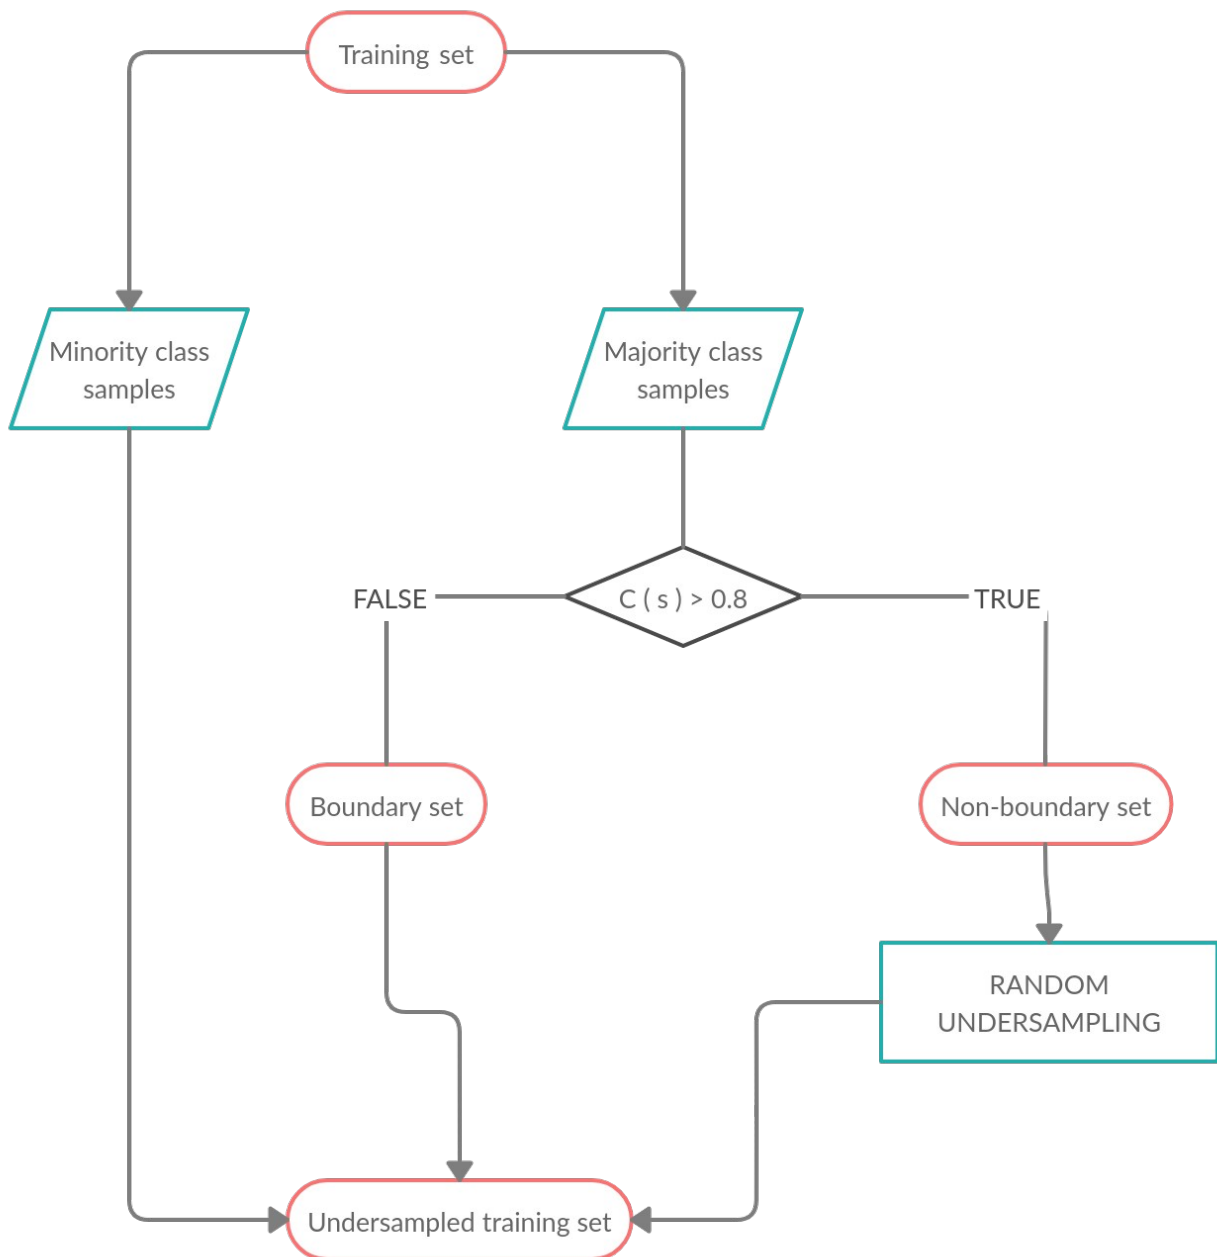 Training set
Minority class
samples
Majority class
samples
FALSE
C ( s ) > 0.8
TRUE
Boundary set
Non-boundary set
RANDOM
UNDERSAMPLING
Undersampled training set